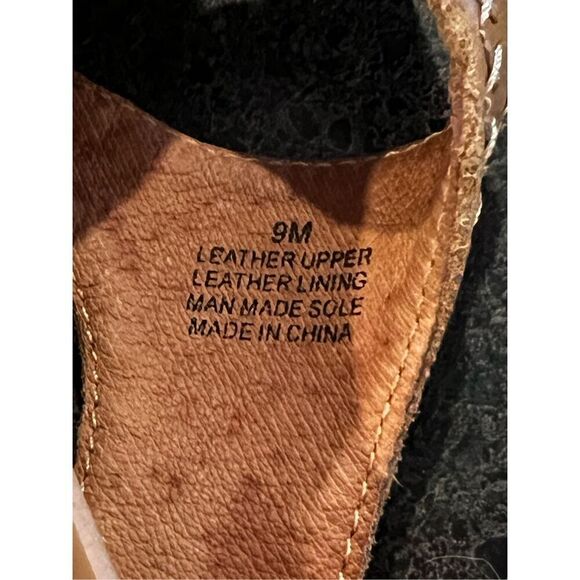 9M
LEATHER UPPER
LEATHER LINING
MAN MADE SOLE
MADE IN CHINA